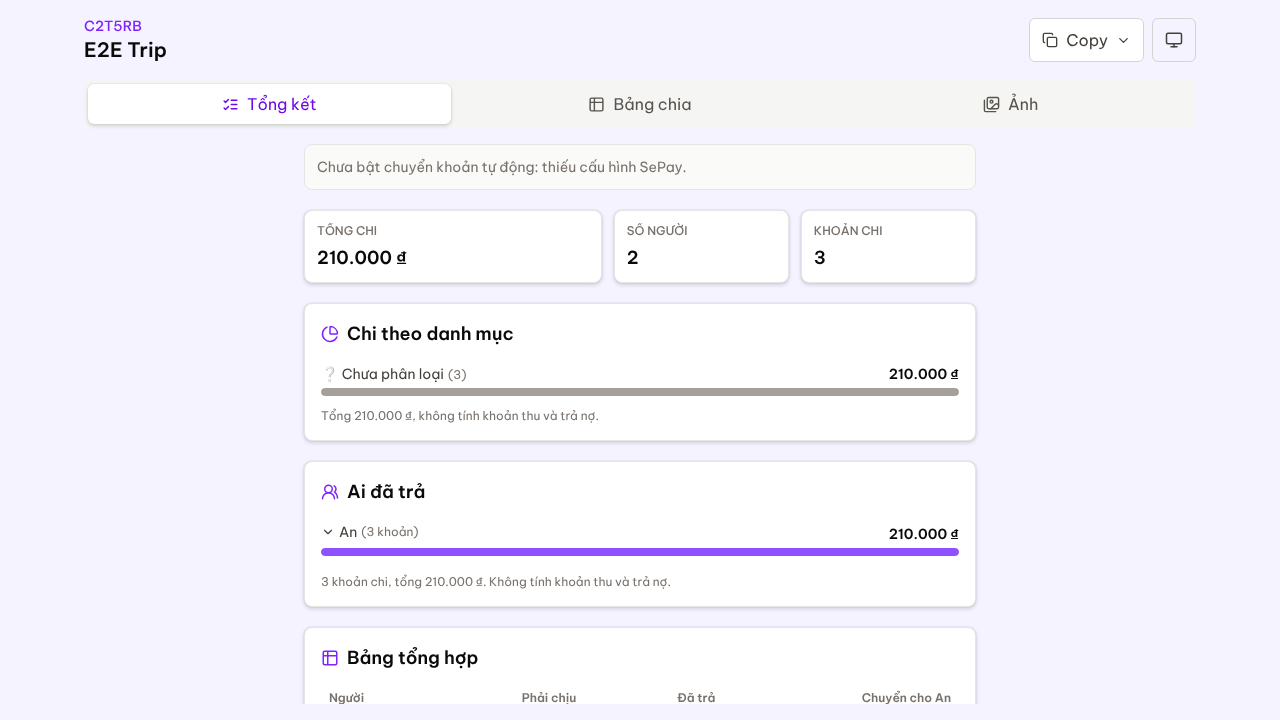 C2T5RB
E2E Trip
Copy
Tổng kết
Bảng chia
Ảnh
Chưa bật chuyển khoản tự động: thiếu cấu hình SePay.
TỔNG CHI
210.000 ₫
SỐ NGƯỜI
2
KHOẢN CHI
3
Chi theo danh mục
❔ Chưa phân loại (3) 210.000 ₫
Tổng 210.000 ₫, không tính khoản thu và trả nợ.
Ai đã trả
An (3 khoản) 210.000 ₫
3 khoản chi, tổng 210.000 ₫. Không tính khoản thu và trả nợ.
Bảng tổng hợp
Người Phải chịu Đã trả Chuyển cho An